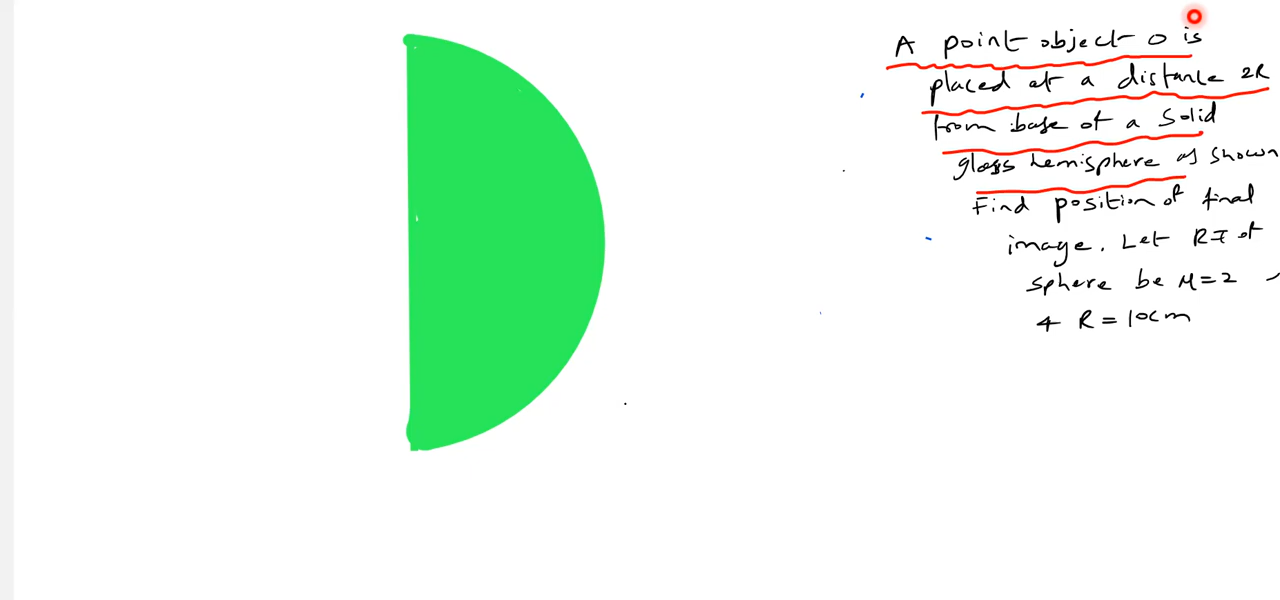 A point object O is
placed at a distance 2R
from base of a solid
glass hemisphere as shown
Find position of final
image. Let RI of
sphere be μ=2
& R = 10cm